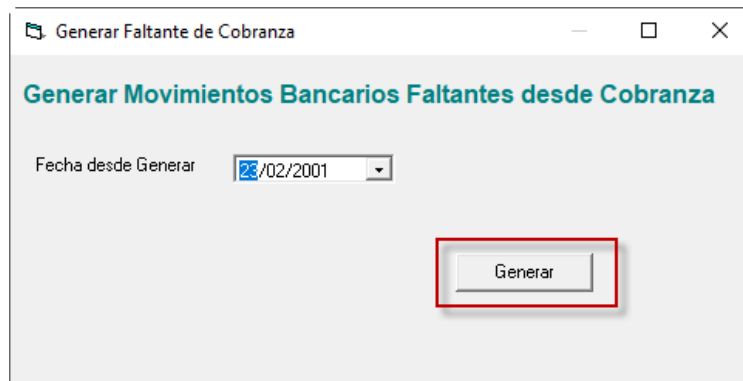 Generar Faltante de Cobranza
Generar Movimientos Bancarios Faltantes desde Cobranza
Fecha desde Generar 23/02/2001
Generar